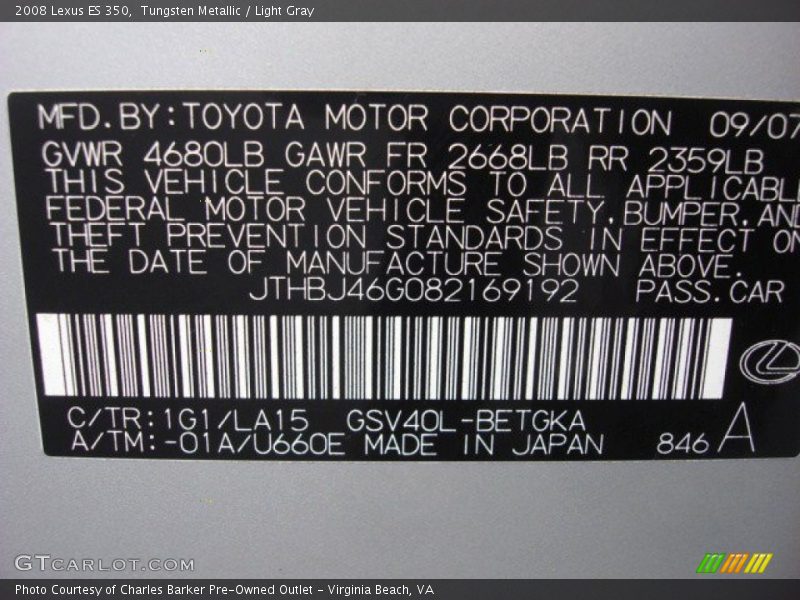 2008 Lexus ES 350, Tungsten Metallic / Light Gray
MFD.BY:TOYOTA MOTOR CORPORATION 09/07
GVWR 4680LB GAWR FR 2668LB RR 2359LB
THIS VEHICLE CONFORMS TO ALL APPLICABLE
FEDERAL MOTOR VEHICLE SAFETY,BUMPER,AND
THEFT PREVENTION STANDARDS IN EFFECT ON
THE DATE OF MANUFACTURE SHOWN ABOVE.
JTHBJ46G082169192 PASS.CAR
C/TR:1G1/LA15 GSV40L-BETGKA
A/TM:-01A/U660E MADE IN JAPAN 846 A
GTCARLOT.COM
Photo Courtesy of Charles Barker Pre-Owned Outlet - Virginia Beach, VA